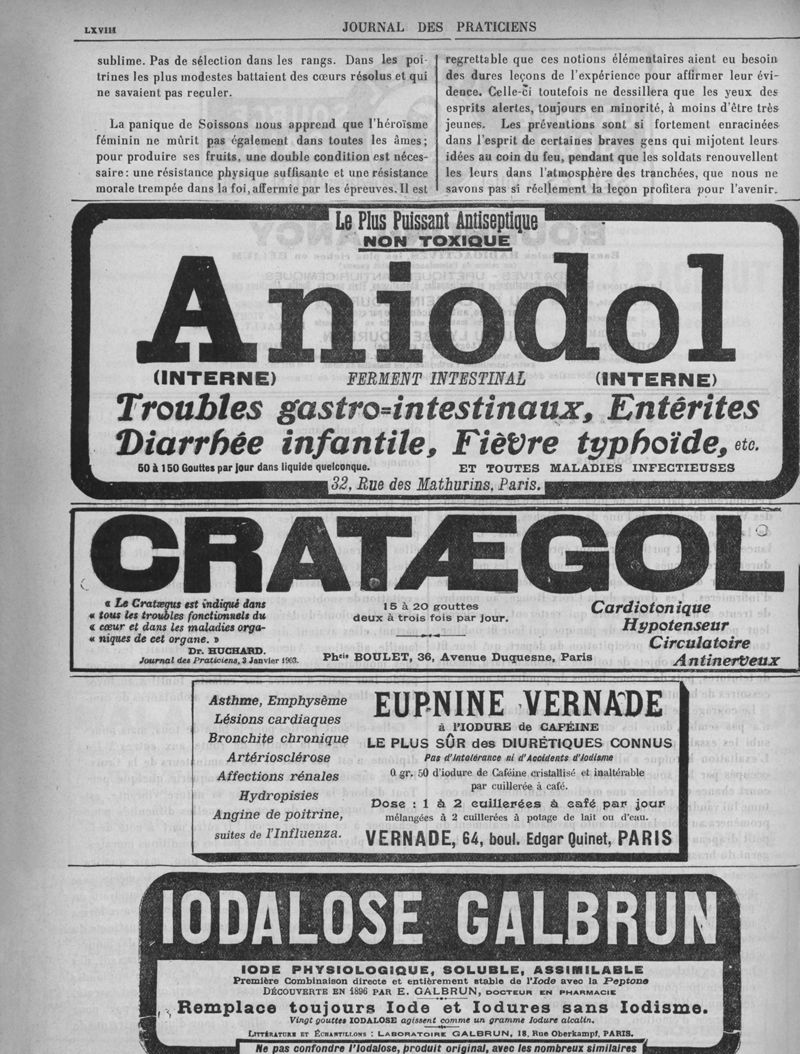 LXVIII
JOURNAL DES PRATICIENS
sublime. Pas de sélection dans les rangs. Dans les poi-
trines les plus modestes battaient des cœurs résolus et qui
ne savaient pas reculer.
La panique de Soissons nous apprend que l'héroïsme
féminin ne mûrit pas également dans toutes les âmes;
pour produire ses fruits, une double condition est néces-
saire: une résistance physique suffisante et une résistance
morale trempée dans la foi, affermie par les épreuves. Il est
regrettable que ces notions élémentaires aient eu besoin
des dures leçons de l'expérience pour affirmer leur évi-
dence. Celle-ci toutefois ne dessillera que les yeux des
esprits alertes, toujours en minorité, à moins d'être très
jeunes. Les préventions sont si fortement enracinées
dans l'esprit de certaines braves gens qui mijotent leurs
idées au coin du feu, pendant que les soldats renouvellent
les leurs dans l'atmosphère des tranchées, que nous ne
savons pas si réellement la leçon profitera pour l'avenir.
Le Plus Puissant Antiseptique
NON TOXIQUE
Aniodol
(INTERNE) FERMENT INTESTINAL (INTERNE)
Troubles gastro=intestinaux, Entérites
Diarrhée infantile, Fièvre typhoïde, etc.
50 à 150 Gouttes par jour dans liquide quelconque. ET TOUTES MALADIES INFECTIEUSES
32, Rue des Mathurins, Paris.
CRATÆGOL
« Le Cratægus est indiqué dans
« tous les troubles fonctionnels du
« cœur et dans les maladies orga-
« niques de cet organe. »
Dr. HUCHARD.
Journal des Praticiens, 3 Janvier 1903.
15 à 20 gouttes
deux à trois fois par jour.
Phcie BOULET, 36, Avenue Duquesne, Paris
Cardiotonique
Hypotenseur
Circulatoire
Antinerveux
Asthme, Emphysème
Lésions cardiaques
Bronchite chronique
Artériosclérose
Affections rénales
Hydropisies
Angine de poitrine,
suites de l'Influenza.
EUPNINE VERNADE
à l'IODURE de CAFÉINE
LE PLUS SÛR des DIURÉTIQUES CONNUS
Pas d'Intolérance ni d'Accidents d'Iodisme
0 gr. 50 d'iodure de Caféine cristallisé et inaltérable
par cuillerée à café.
Dose : 1 à 2 cuillerées à café par jour
mélangées à 2 cuillerées à potage de lait ou d'eau.
VERNADE, 64, boul. Edgar Quinet, PARIS
IODALOSE GALBRUN
IODE PHYSIOLOGIQUE, SOLUBLE, ASSIMILABLE
Première Combinaison directe et entièrement stable de l'Iode avec la Peptone
DÉCOUVERTE EN 1896 PAR E. GALBRUN, DOCTEUR EN PHARMACIE
Remplace toujours Iode et Iodures sans Iodisme.
Vingt gouttes IODALOSE agissent comme un gramme Iodure alcalin.
LITTÉRATURE ET ÉCHANTILLONS : LABORATOIRE GALBRUN, 18, Rue Oberkampf, PARIS.
Ne pas confondre l'Iodalose, produit original, avec les nombreux similaires